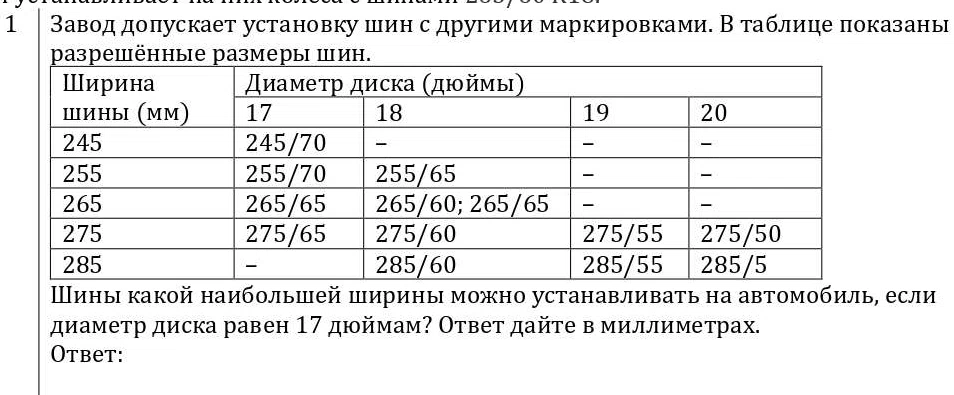 1 Завод допускает установку шин с другими маркировками. В таблице показаны
разрешённые размеры шин.
Ширина Диаметр диска (дюймы)
шины (мм) 17 18 19 20
245 245/70 – – –
255 255/70 255/65 – –
265 265/65 265/60; 265/65 – –
275 275/65 275/60 275/55 275/50
285 – 285/60 285/55 285/5
Шины какой наибольшей ширины можно устанавливать на автомобиль, если
диаметр диска равен 17 дюймам? Ответ дайте в миллиметрах.
Ответ: